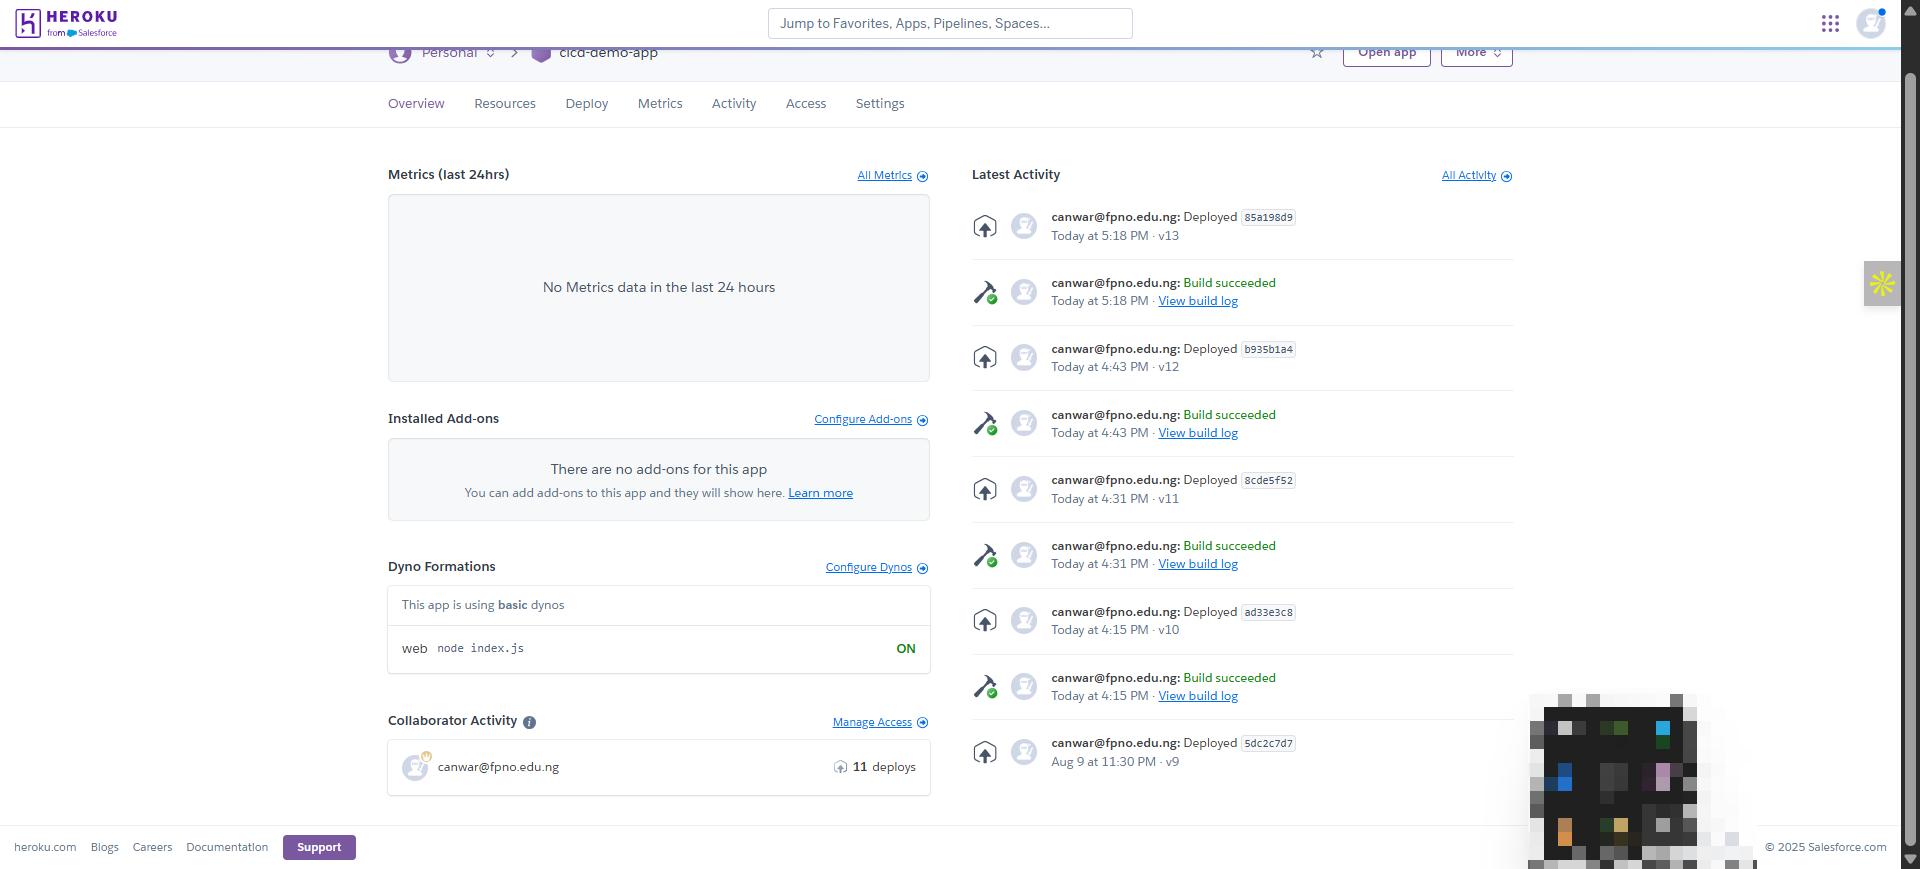 HEROKU
from Salesforce
Jump to Favorites, Apps, Pipelines, Spaces...
Personal
cicd-demo-app
Open app
More
Overview
Resources
Deploy
Metrics
Activity
Access
Settings
Metrics (last 24hrs)
All Metrics
No Metrics data in the last 24 hours
Installed Add-ons
Configure Add-ons
There are no add-ons for this app
You can add add-ons to this app and they will show here. Learn more
Dyno Formations
Configure Dynos
This app is using basic dynos
web node index.js
ON
Collaborator Activity
Manage Access
canwar@fpno.edu.ng
11 deploys
Latest Activity
All Activity
canwar@fpno.edu.ng: Deployed 85a198d9
Today at 5:18 PM · v13
canwar@fpno.edu.ng: Build succeeded
Today at 5:18 PM · View build log
canwar@fpno.edu.ng: Deployed b935b1a4
Today at 4:43 PM · v12
canwar@fpno.edu.ng: Build succeeded
Today at 4:43 PM · View build log
canwar@fpno.edu.ng: Deployed 8cde5f52
Today at 4:31 PM · v11
canwar@fpno.edu.ng: Build succeeded
Today at 4:31 PM · View build log
canwar@fpno.edu.ng: Deployed ad33e3c8
Today at 4:15 PM · v10
canwar@fpno.edu.ng: Build succeeded
Today at 4:15 PM · View build log
canwar@fpno.edu.ng: Deployed 5dc2c7d7
Aug 9 at 11:30 PM · v9
heroku.com
Blogs
Careers
Documentation
Support
© 2025 Salesforce.com